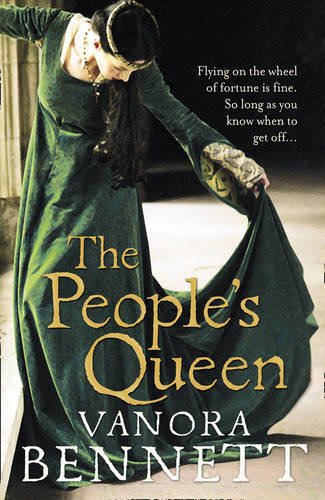 Flying on the wheel
of fortune is fine.
So long as you
know when to
get off...
The
People's
Queen
VANORA
BENNETT